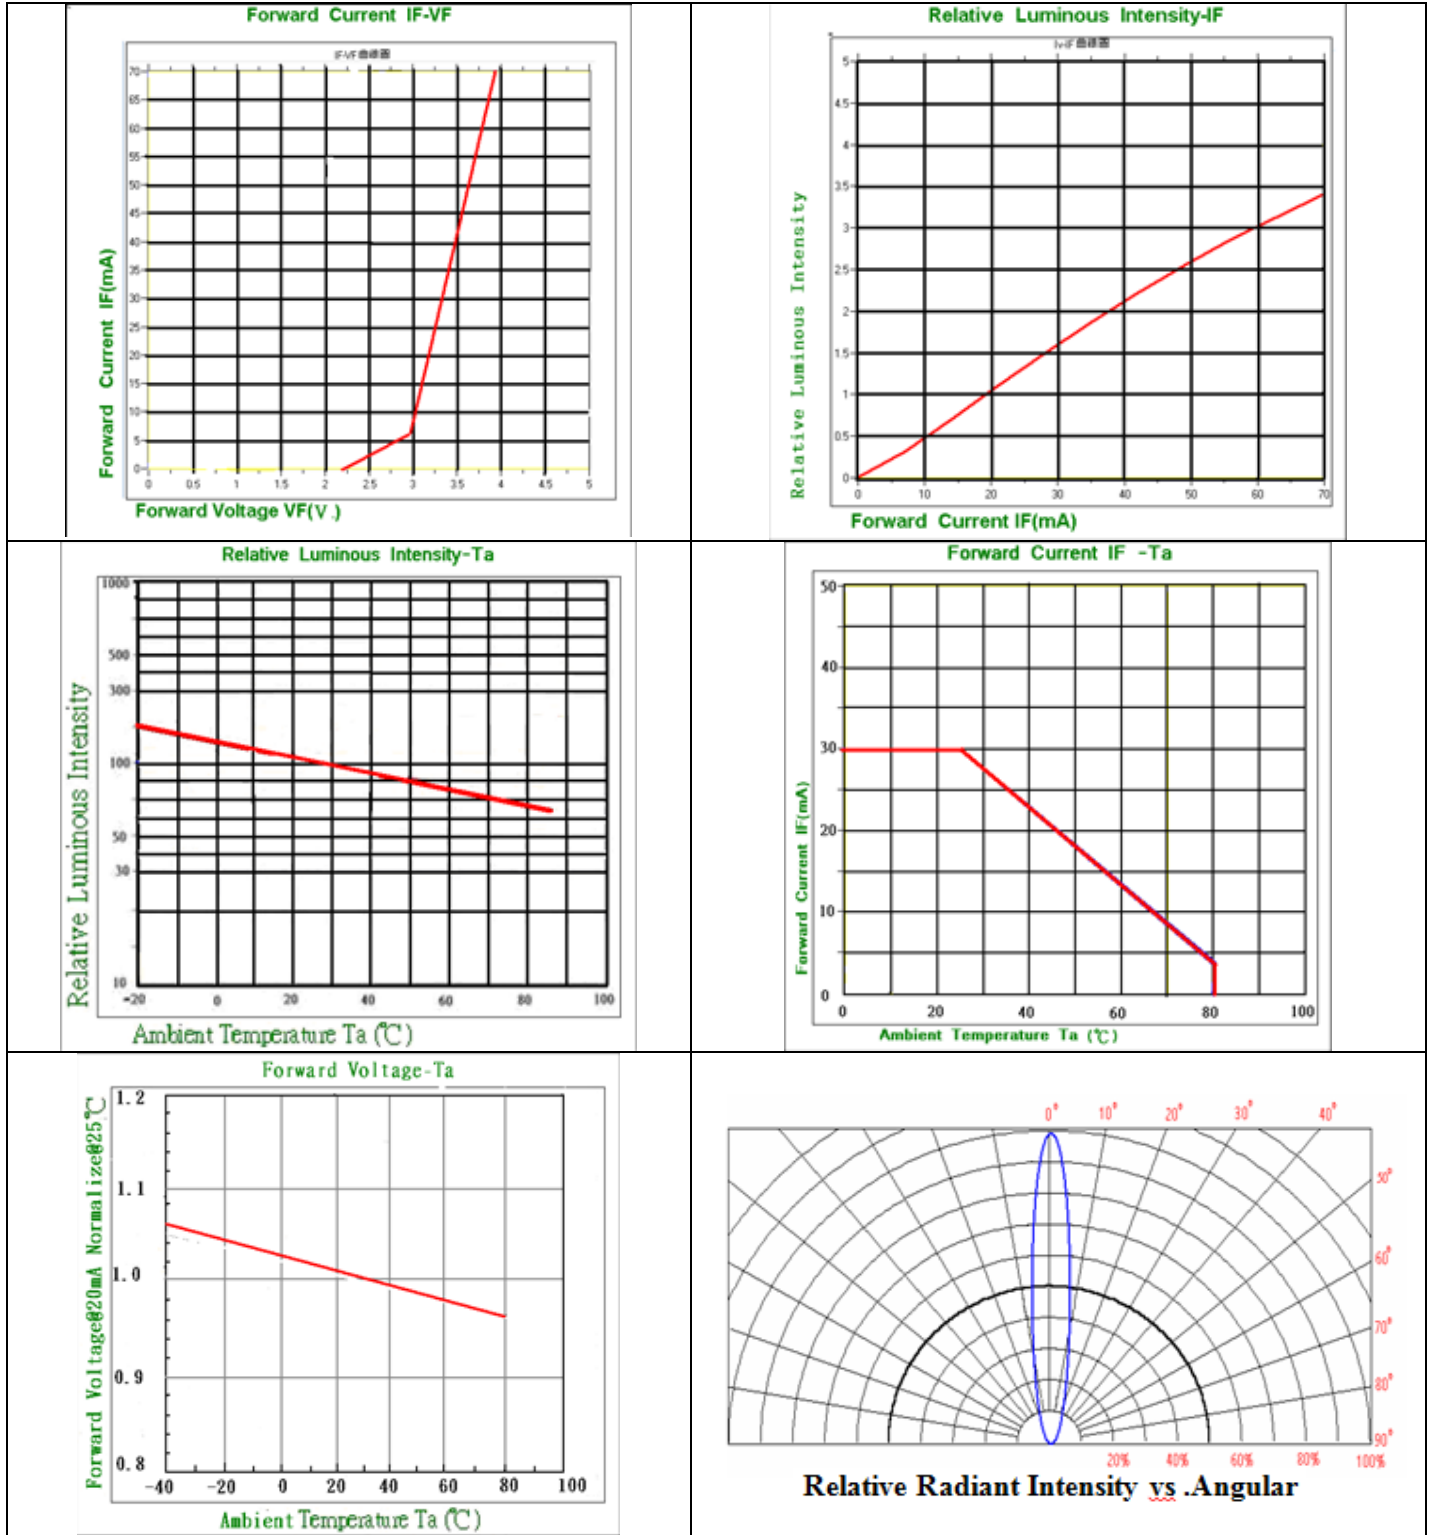 Forward Current IF-VF
IF-VF曲線圖
70
65
60
55
50
45
40
35
30
25
20
15
10
5
0
0 0.5 1 1.5 2 2.5 3 3.5 4 4.5 5
Forward Current IF(mA)
Forward Voltage VF(V.)
Relative Luminous Intensity-IF
Iv-IF曲線圖
5
4.5
4
3.5
3
2.5
2
1.5
1
0.5
0
0 10 20 30 40 50 60 70
Relative Luminous Intensity
Forward Current IF(mA)
Relative Luminous Intensity-Ta
1000
500
300
100
50
30
10
-20 0 20 40 60 80 100
Relative Luminous Intensity
Ambient Temperature Ta (℃)
Forward Current IF -Ta
50
40
30
20
10
0
0 20 40 60 80 100
Forward Current IF(mA)
Ambient Temperature Ta (℃)
Forward Voltage-Ta
1.2
1.1
1.0
0.9
0.8
-40 -20 0 20 40 60 80 100
Forward Voltage@20mA Normalize@25℃
Ambient Temperature Ta (℃)
0° 10° 20° 30° 40°
50°
60°
70°
80°
90°
20% 40% 60% 80% 100%
Relative Radiant Intensity vs .Angular